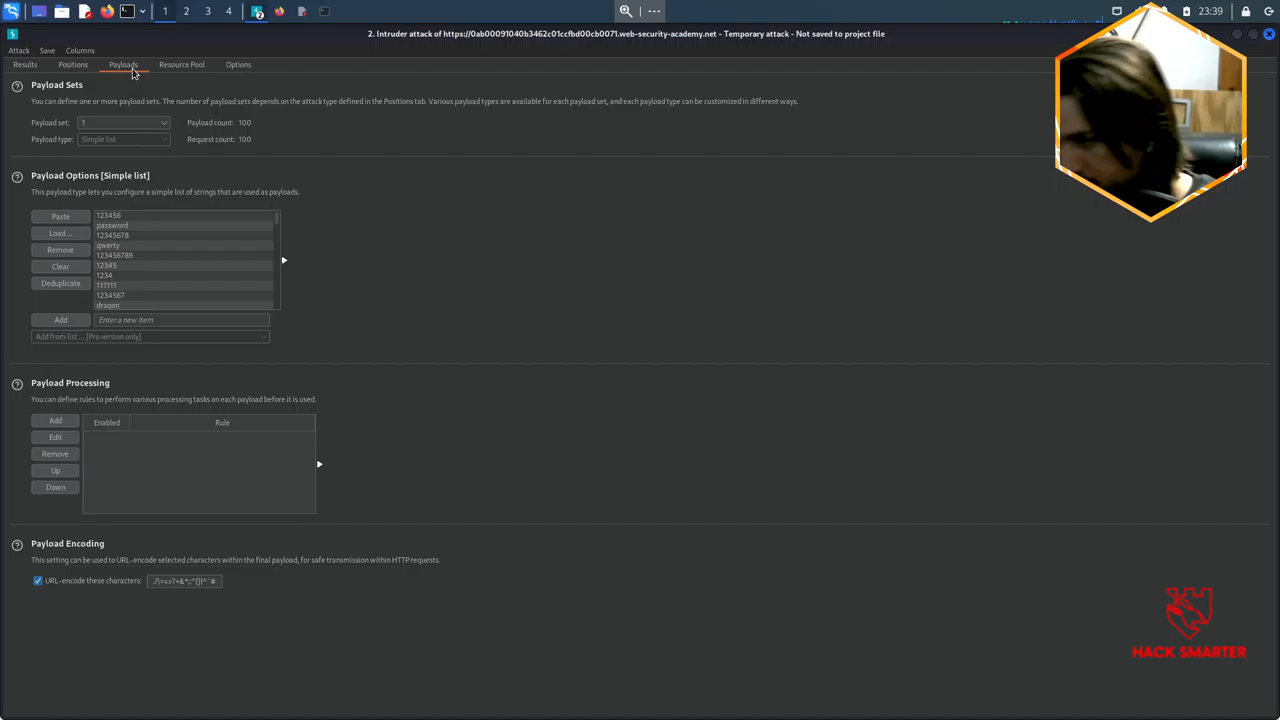 1 2 3 4 2 23:39
2. Intruder attack of https://0ab00091040b3462c01cfbd00cb0071.web-security-academy.net - Temporary attack - Not saved to project file
Attack Save Columns
Results Positions Payloads Resource Pool Options
Payload Sets
You can define one or more payload sets. The number of payload sets depends on the attack type defined in the Positions tab. Various payload types are available for each payload set, and each payload type can be customized in different ways.
Payload set: 1 Payload count: 100
Payload type: Simple list Request count: 100
Payload Options [Simple list]
This payload type lets you configure a simple list of strings that are used as payloads.
Paste
Load...
Remove
Clear
Deduplicate
123456
password
12345678
qwerty
123456789
12345
1234
111111
1234567
dragon
Add Enter a new item
Add from list... [Pro version only]
Payload Processing
You can define rules to perform various processing tasks on each payload before it is used.
Add
Edit
Remove
Up
Down
Enabled Rule
Payload Encoding
This setting can be used to URL-encode selected characters within the final payload, for safe transmission within HTTP requests.
URL-encode these characters:
HACK SMARTER